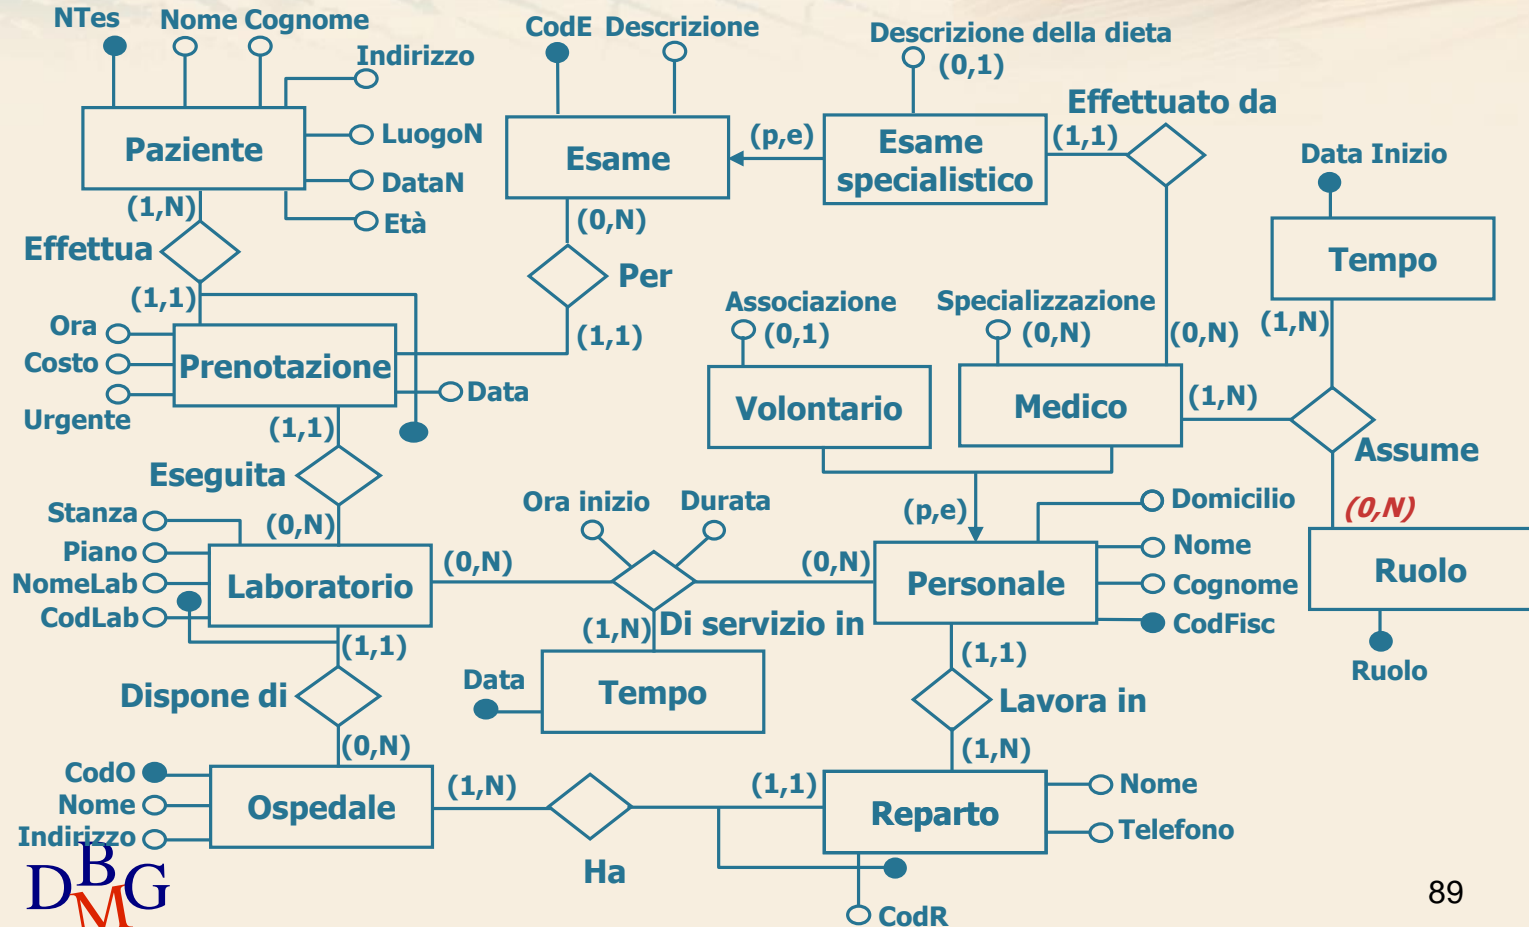 NTes
Nome Cognome
Indirizzo
LuogoN
DataN
Età
Paziente
(1,N)
Effettua
(1,1)
CodE Descrizione
Esame
(0,N)
Per
(1,1)
(p,e)
Descrizione della dieta
(0,1)
Esame
specialistico
(1,1)
Effettuato da
(0,N)
Data Inizio
Tempo
(1,N)
Ora
Costo
Urgente
Prenotazione
Data
(1,1)
Eseguita
(0,N)
Associazione
(0,1)
Volontario
Specializzazione
(0,N)
Medico
(1,N)
Assume
(0,N)
Ruolo
Ruolo
(p,e)
Stanza
Piano
NomeLab
CodLab
Laboratorio
(0,N)
Ora inizio
Durata
(0,N)
Di servizio in
(1,N)
Data
Tempo
Personale
Domicilio
Nome
Cognome
CodFisc
(1,1)
Lavora in
(1,N)
(1,1)
Dispone di
(0,N)
CodO
Nome
Indirizzo
Ospedale
(1,N)
Ha
(1,1)
Reparto
Nome
Telefono
CodR
DBMG
89